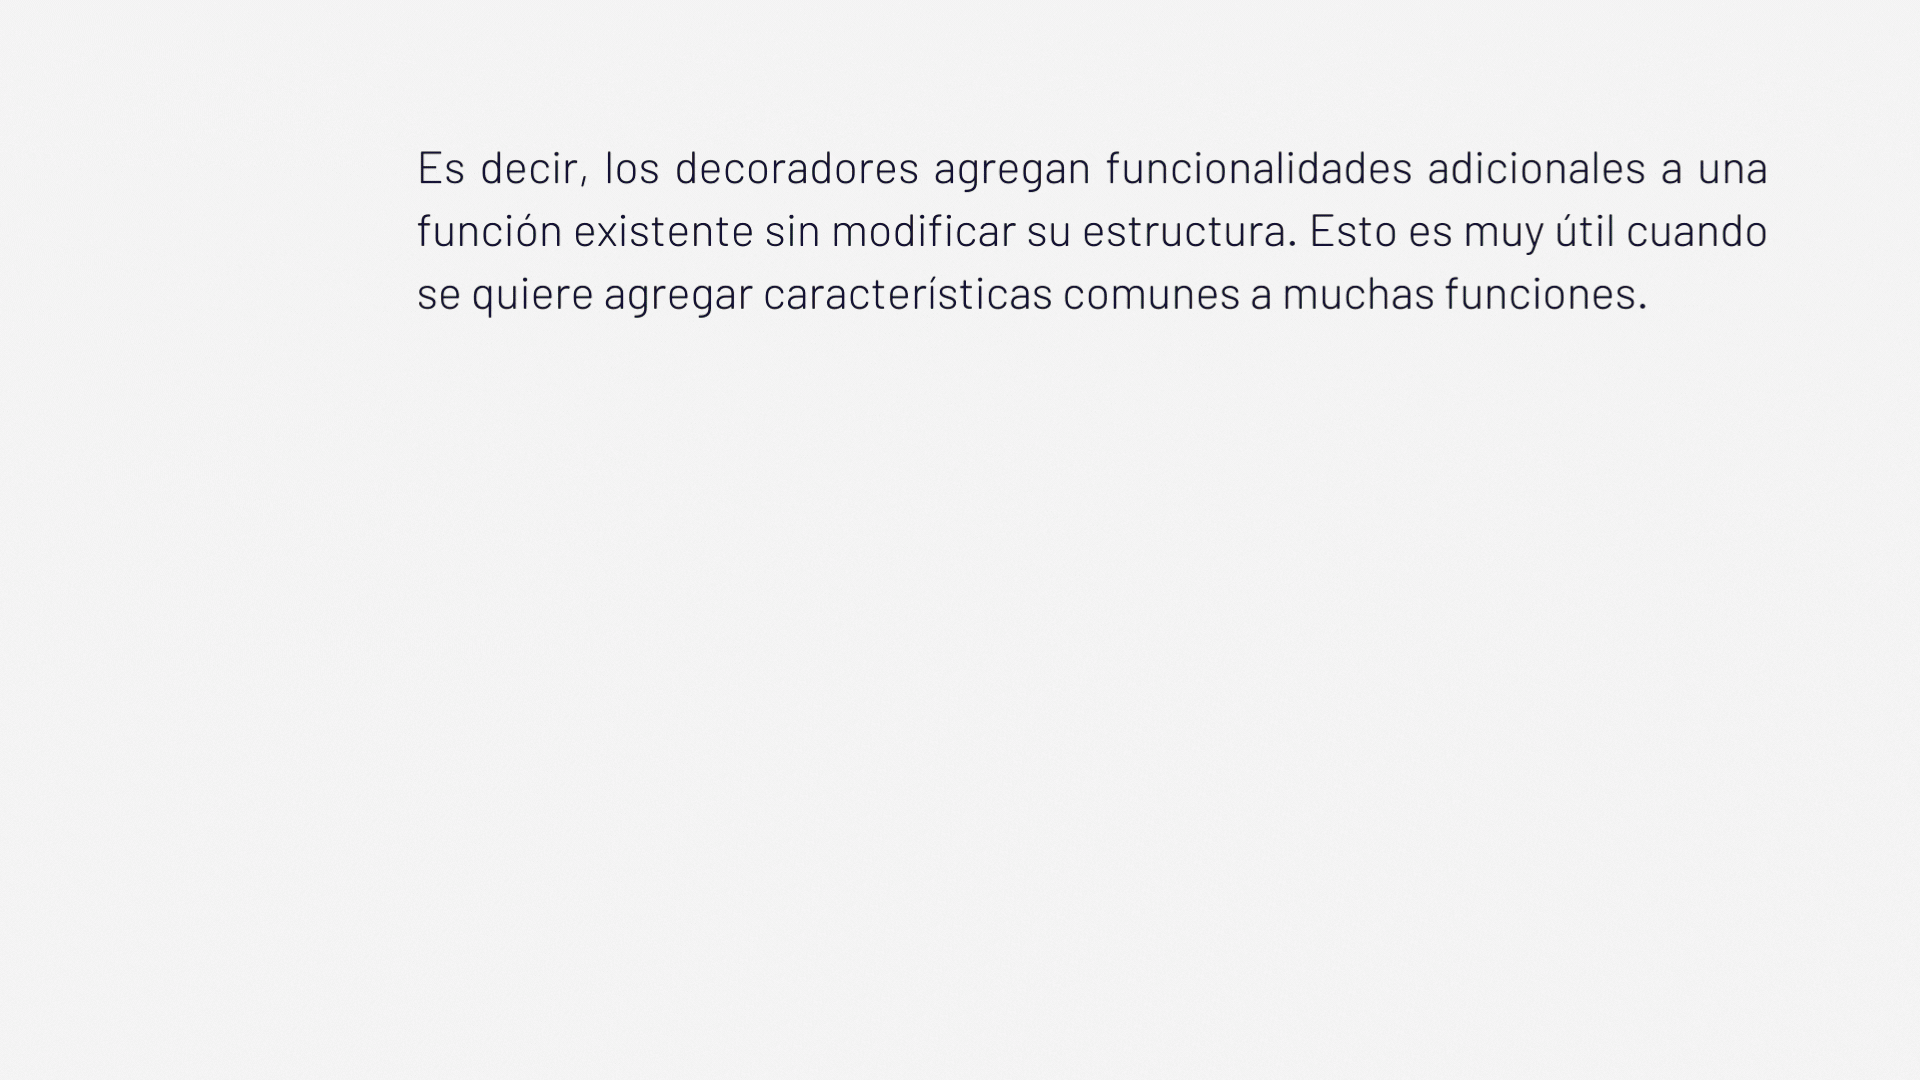 Es decir, los decoradores agregan funcionalidades adicionales a una
función existente sin modificar su estructura. Esto es muy útil cuando
se quiere agregar características comunes a muchas funciones.